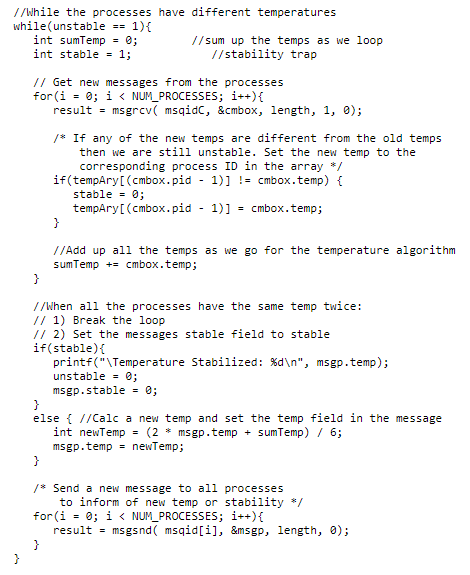 //While the processes have different temperatures
while(unstable == 1){
int sumTemp = 0; //sum up the temps as we loop
int stable = 1; //stability trap
// Get new messages from the processes
for(i = 0; i < NUM_PROCESSES; i++){
result = msgrcv( msqidC, &cmbox, length, 1, 0);
/* If any of the new temps are different from the old temps
then we are still unstable. Set the new temp to the
corresponding process ID in the array */
if(tempAry[(cmbox.pid - 1)] != cmbox.temp) {
stable = 0;
tempAry[(cmbox.pid - 1)] = cmbox.temp;
}
//Add up all the temps as we go for the temperature algorithm
sumTemp += cmbox.temp;
}
//When all the processes have the same temp twice:
// 1) Break the loop
// 2) Set the messages stable field to stable
if(stable){
printf("\Temperature Stabilized: %d\n", msgp.temp);
unstable = 0;
msgp.stable = 0;
}
else { //Calc a new temp and set the temp field in the message
int newTemp = (2 * msgp.temp + sumTemp) / 6;
msgp.temp = newTemp;
}
/* Send a new message to all processes
to inform of new temp or stability */
for(i = 0; i < NUM_PROCESSES; i++){
result = msgsnd( msqid[i], &msgp, length, 0);
}
}